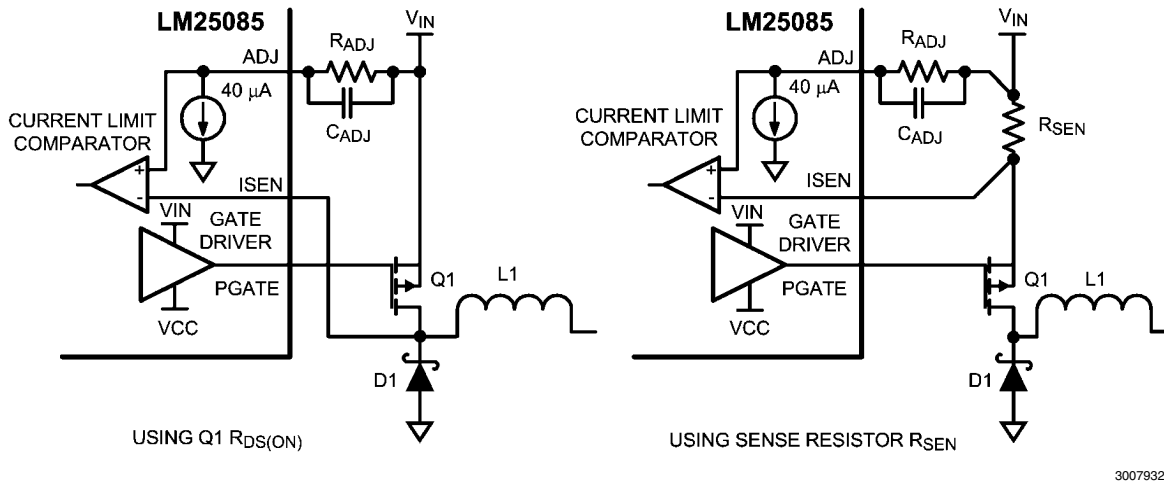 LM25085
VIN
RADJ
ADJ
40 μA
CADJ
CURRENT LIMIT
COMPARATOR
+
-
ISEN
VIN
GATE
DRIVER
PGATE
VCC
Q1
L1
D1
USING Q1 RDS(ON)
LM25085
VIN
RADJ
ADJ
40 μA
CADJ
RSEN
CURRENT LIMIT
COMPARATOR
+
-
ISEN
VIN
GATE
DRIVER
PGATE
VCC
Q1
L1
D1
USING SENSE RESISTOR RSEN
3007932